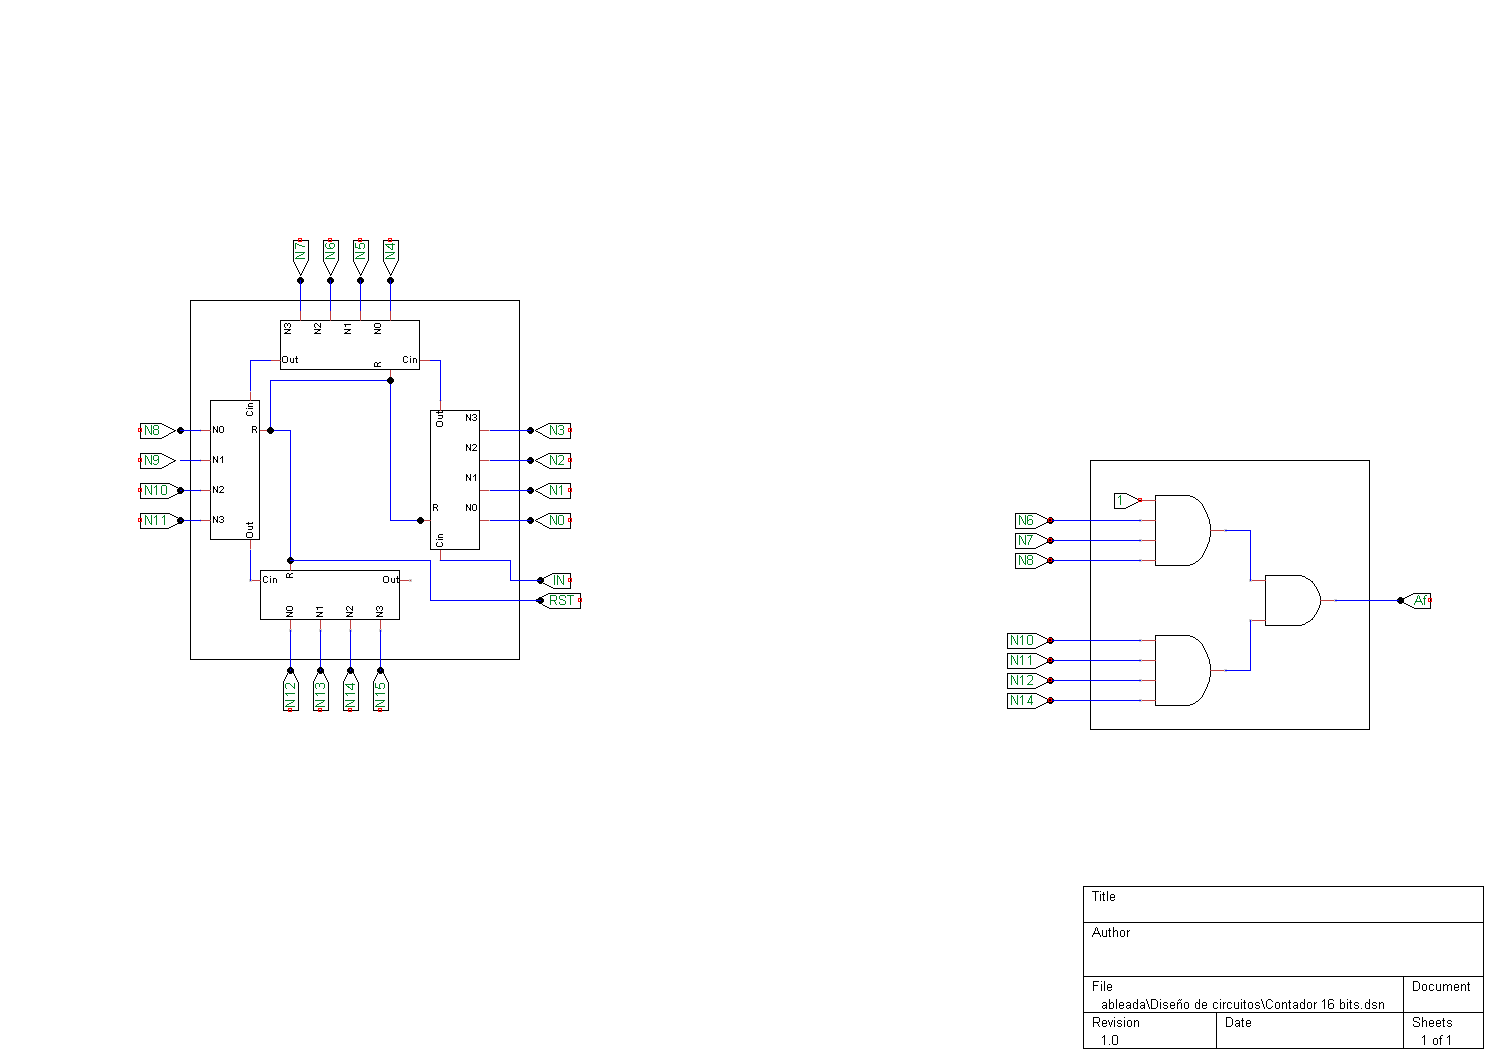 N7 N6 N5 N4
N3 N2 N1 N0
Out R Cin
Cin
Out N3
N8 N0 R
N3
N9 N1
N2 N2
N10 N2
N1 N1
N11 N3
Out
R N0 N0
Cin
Cin R Out
IN
RST
N0 N1 N2 N3
N12 N13 N14 N15
1
N6
N7
N8
Af
N10
N11
N12
N14
Title
Author
File
ableada\Diseño de circuitos\Contador 16 bits.dsn
Document
Revision
1.0
Date
Sheets
1 of 1